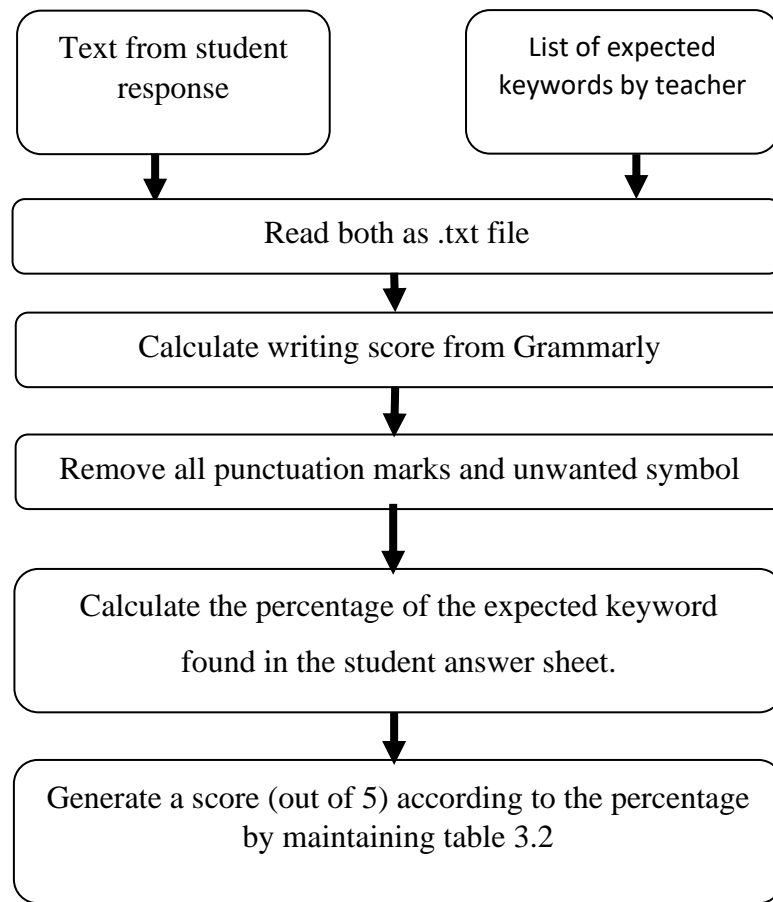 Text from student
response
List of expected
keywords by teacher
Read both as .txt file
Calculate writing score from Grammarly
Remove all punctuation marks and unwanted symbol
Calculate the percentage of the expected keyword
found in the student answer sheet.
Generate a score (out of 5) according to the percentage
by maintaining table 3.2